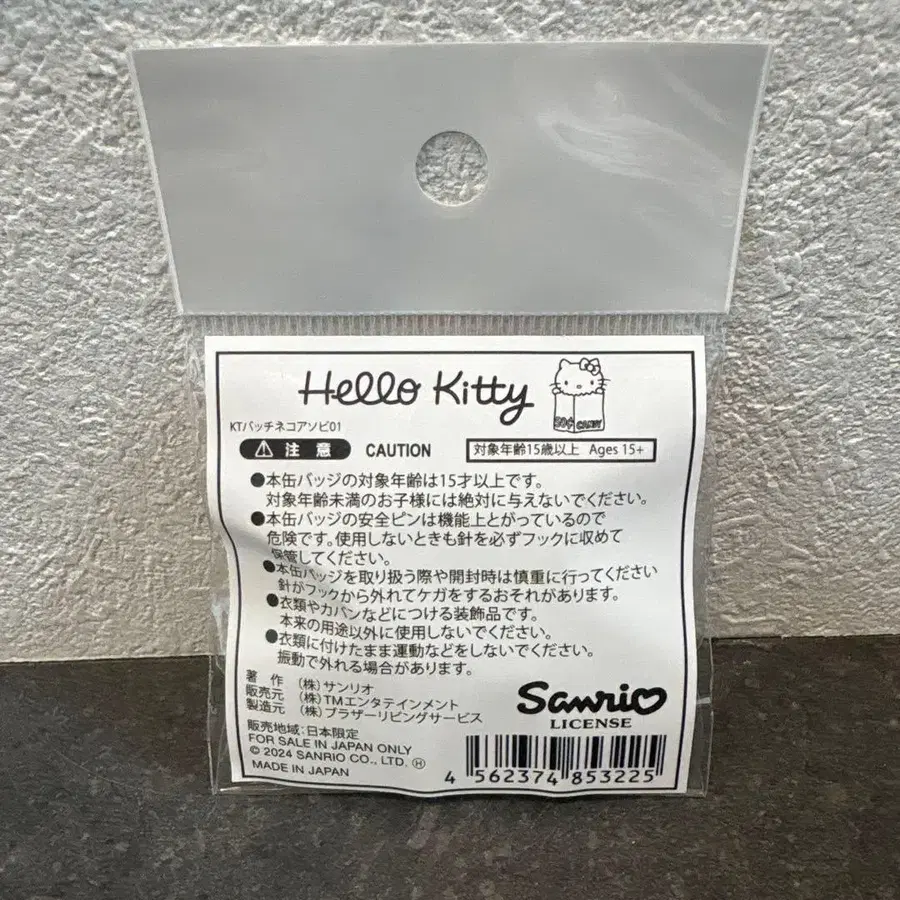 Hello Kitty
50¢ CANDY
KTバッチネコアソビ01
注 意 CAUTION 対象年齢15歳以上 Ages 15+
●本缶バッジの対象年齢は15才以上です。
対象年齢未満のお子様には絶対に与えないでください。
●本缶バッジの安全ピンは機能上とがっているので
危険です。使用しないときも針を必ずフックに収めて
保管してください。
●本缶バッジを取り扱う際や開封時は慎重に行ってください
針がフックから外れてケガをするおそれがあります。
●衣類やカバンなどにつける装飾品です。
本来の用途以外に使用しないでください。
●衣類に付けたまま運動などをしないでください。
振動で外れる場合があります。
著 作 (株)サンリオ
販売元 (株)TMエンタテインメント
製造元 (株)ブラザーリビングサービス
販売地域:日本限定
FOR SALE IN JAPAN ONLY
© 2024 SANRIO CO., LTD. Ⓗ
MADE IN JAPAN
Sanrio
LICENSE
4 562374 853225